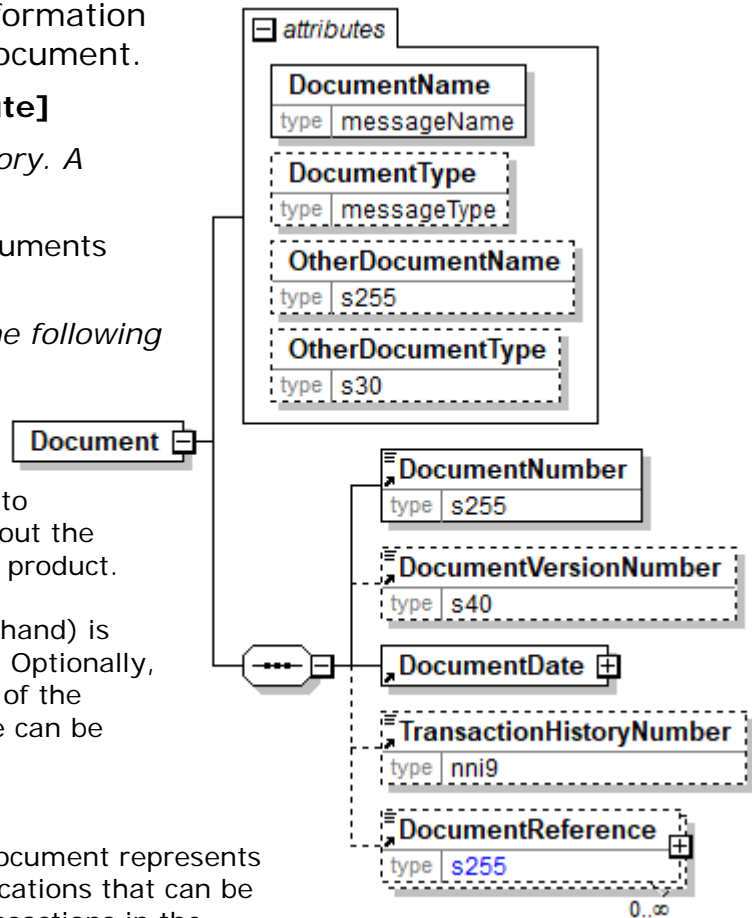 formation
ocument.
te]
ory. A
uments
e following
to
out the
product.
hand) is
Optionally,
of the
e can be
ocument represents
cations that can be
attributes
DocumentName
type messageName
DocumentType
type messageType
OtherDocumentName
type s255
OtherDocumentType
type s30
Document
DocumentNumber
type s255
DocumentVersionNumber
type s40
DocumentDate
TransactionHistoryNumber
type nni9
DocumentReference
type s255
0..∞